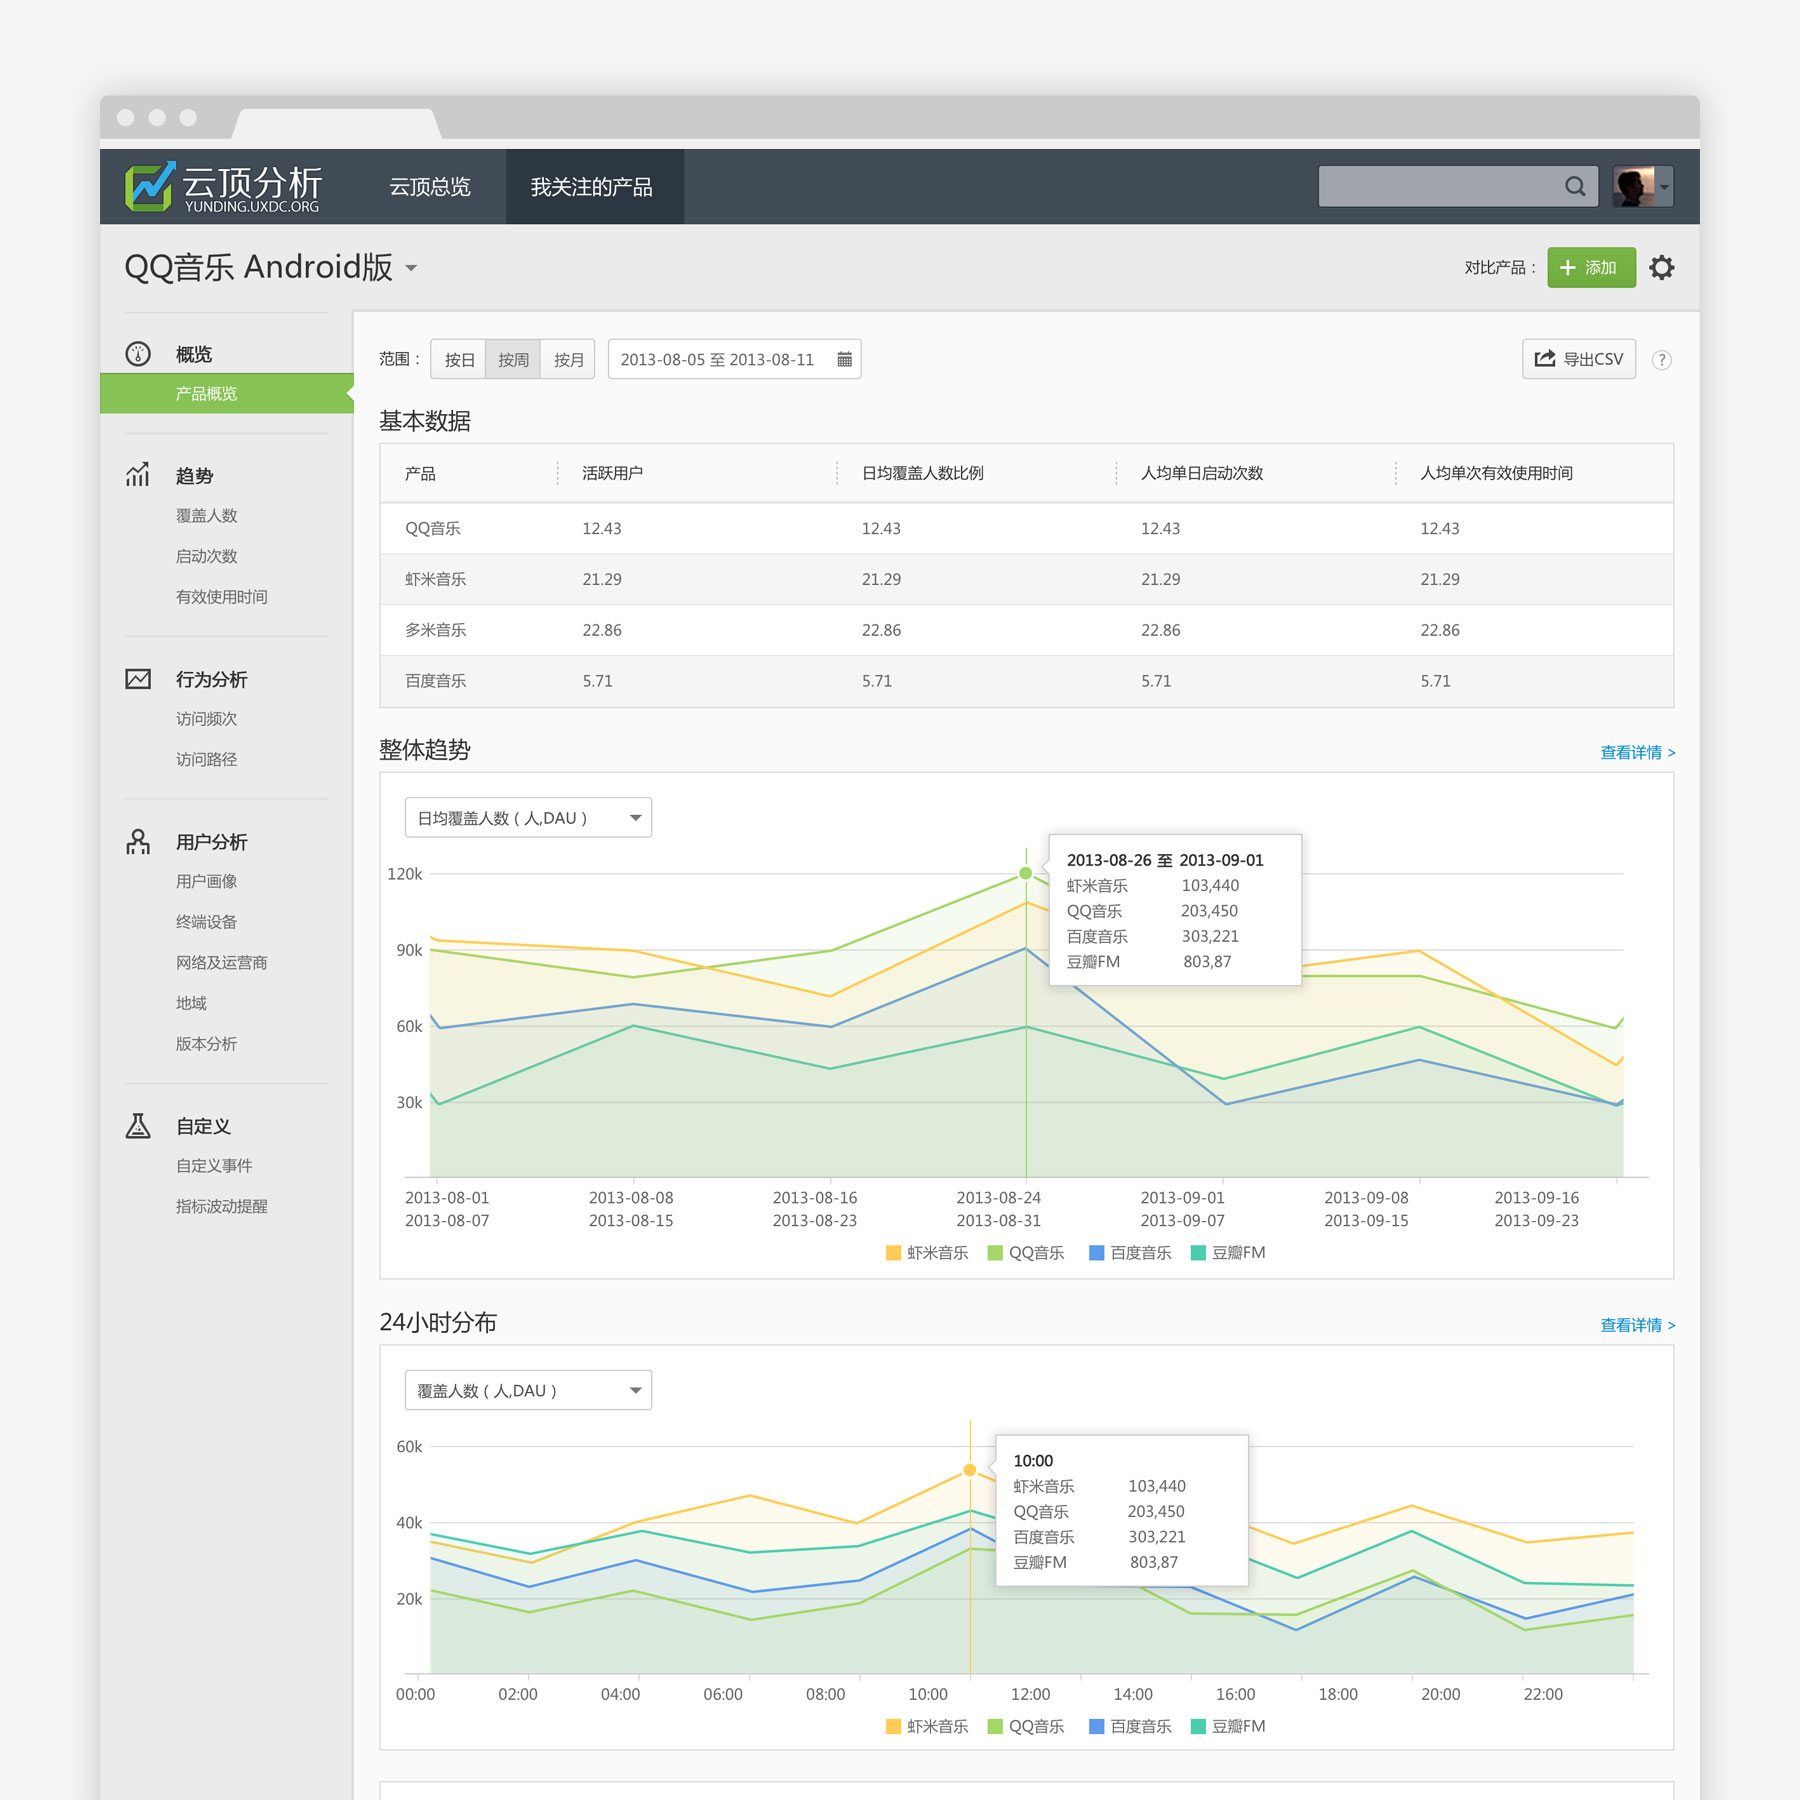 云顶分析
YUNDING.UXDC.ORG
云顶总览
我关注的产品
QQ音乐 Android版
对比产品：
添加
概览
产品概览
趋势
覆盖人数
启动次数
有效使用时间
行为分析
访问频次
访问路径
用户分析
用户画像
终端设备
网络及运营商
地域
版本分析
自定义
自定义事件
指标波动提醒
范围： 按日 按周 按月 2013-08-05 至 2013-08-11 导出CSV ?
基本数据
产品 活跃用户 日均覆盖人数比例 人均单日启动次数 人均单次有效使用时间
QQ音乐 12.43 12.43 12.43 12.43
虾米音乐 21.29 21.29 21.29 21.29
多米音乐 22.86 22.86 22.86 22.86
百度音乐 5.71 5.71 5.71 5.71
整体趋势 查看详情 >
日均覆盖人数（人,DAU）
120k
90k
60k
30k
2013-08-26 至 2013-09-01
虾米音乐 103,440
QQ音乐 203,450
百度音乐 303,221
豆瓣FM 803,87
2013-08-01 2013-08-08 2013-08-16 2013-08-24 2013-09-01 2013-09-08 2013-09-16
2013-08-07 2013-08-15 2013-08-23 2013-08-31 2013-09-07 2013-09-15 2013-09-23
虾米音乐 QQ音乐 百度音乐 豆瓣FM
24小时分布 查看详情 >
覆盖人数（人,DAU）
60k
40k
20k
10:00
虾米音乐 103,440
QQ音乐 203,450
百度音乐 303,221
豆瓣FM 803,87
00:00 02:00 04:00 06:00 08:00 10:00 12:00 14:00 16:00 18:00 20:00 22:00
虾米音乐 QQ音乐 百度音乐 豆瓣FM